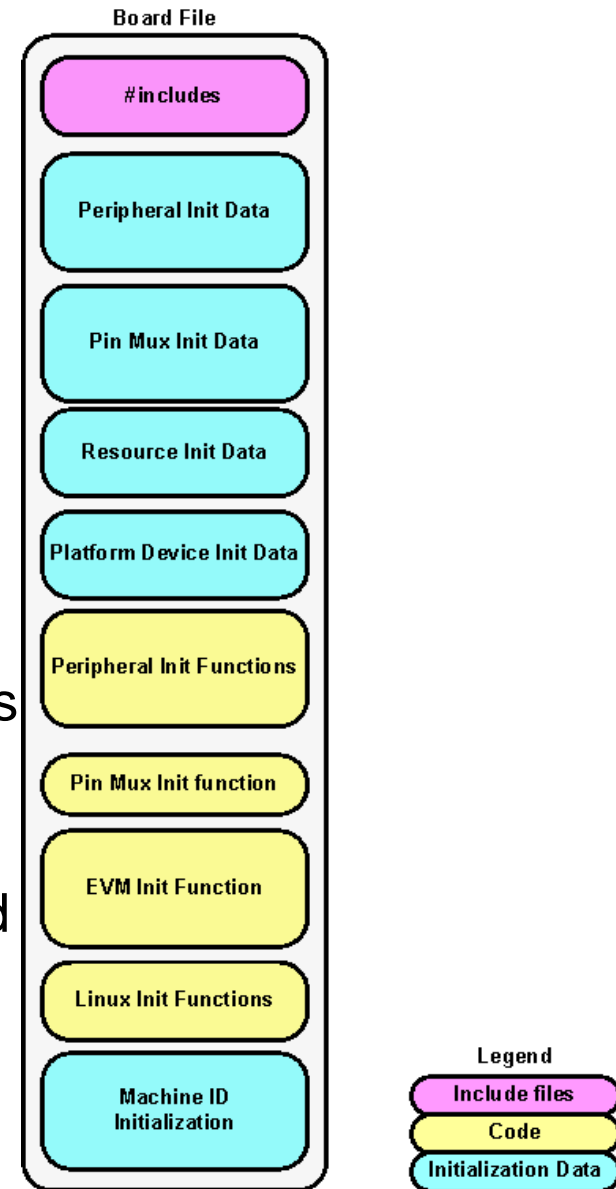 Board File
#includes
Peripheral Init Data
Pin Mux Init Data
Resource Init Data
Platform Device Init Data
Peripheral Init Functions
s
Pin Mux Init function
EVM Init Function
d
Linux Init Functions
Machine ID
Initialization
Legend
Include files
Code
Initialization Data